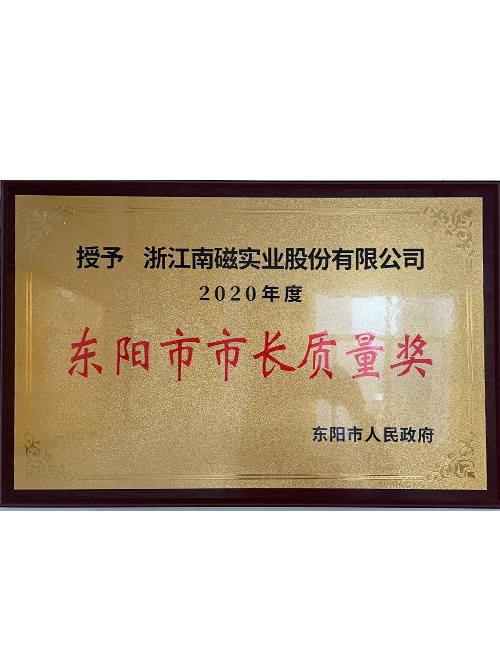 授予 浙江南磁实业股份有限公司
2020年度
东阳市市长质量奖
东阳市人民政府